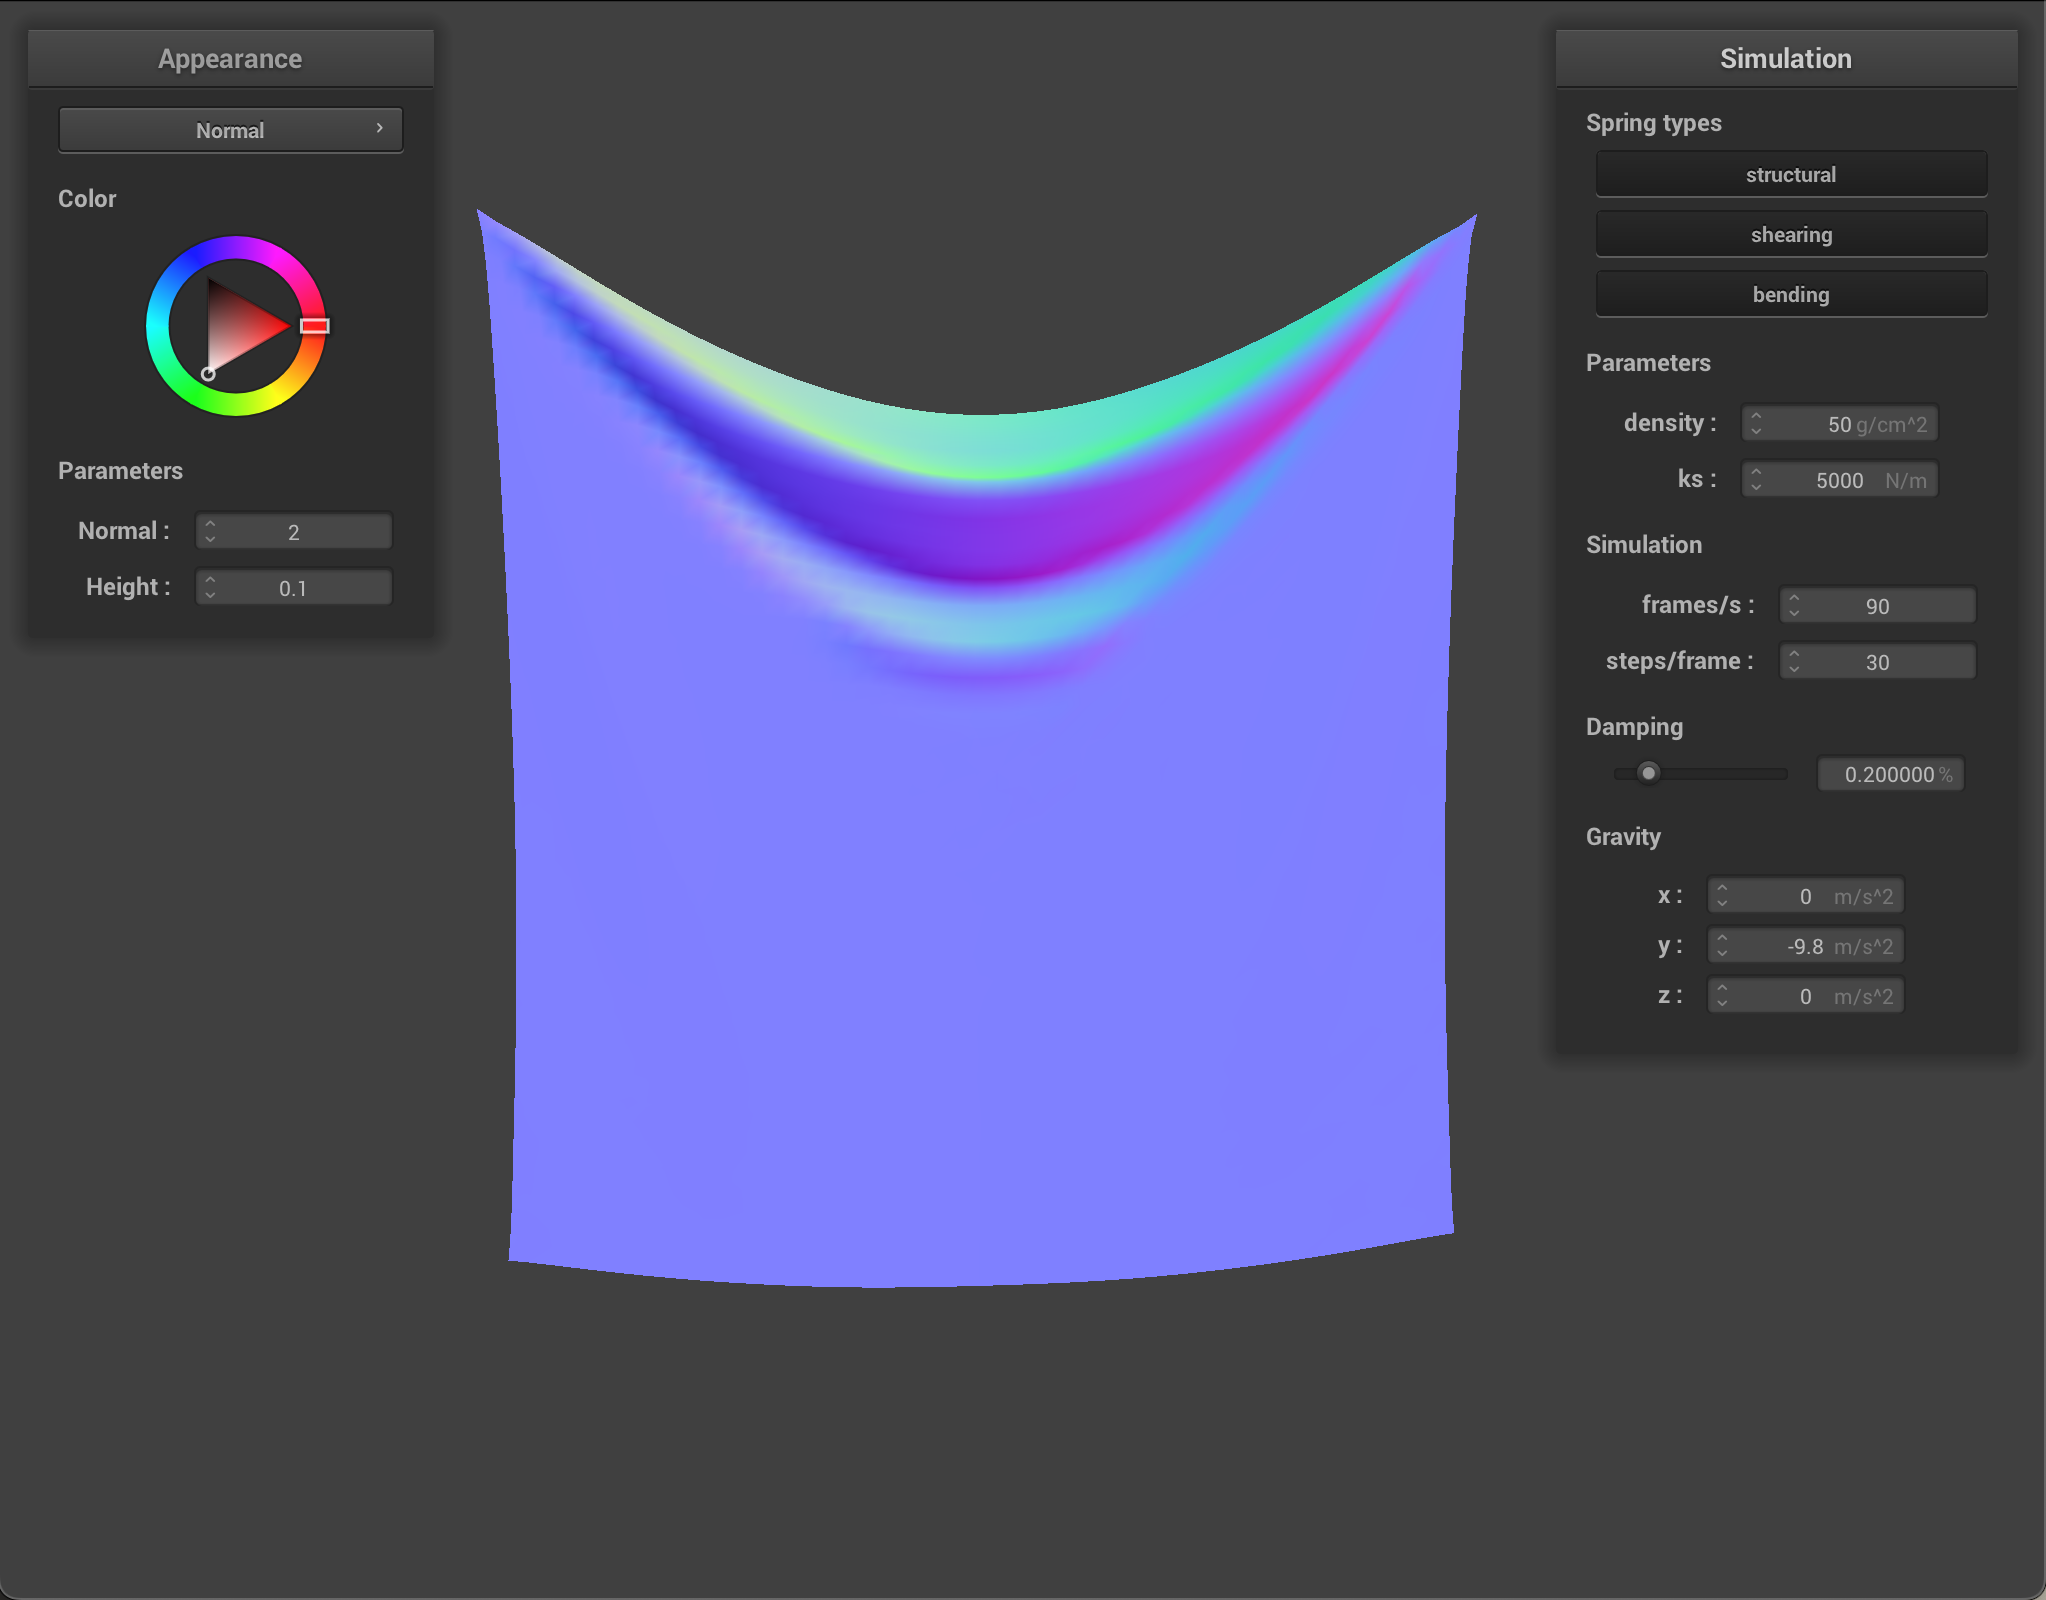 Appearance
Normal
Color
Parameters
Normal : 2
Height : 0.1
Simulation
Spring types
structural
shearing
bending
Parameters
density : 50 g/cm^2
ks : 5000 N/m
Simulation
frames/s : 90
steps/frame : 30
Damping
0.200000 %
Gravity
x : 0 m/s^2
y : -9.8 m/s^2
z : 0 m/s^2